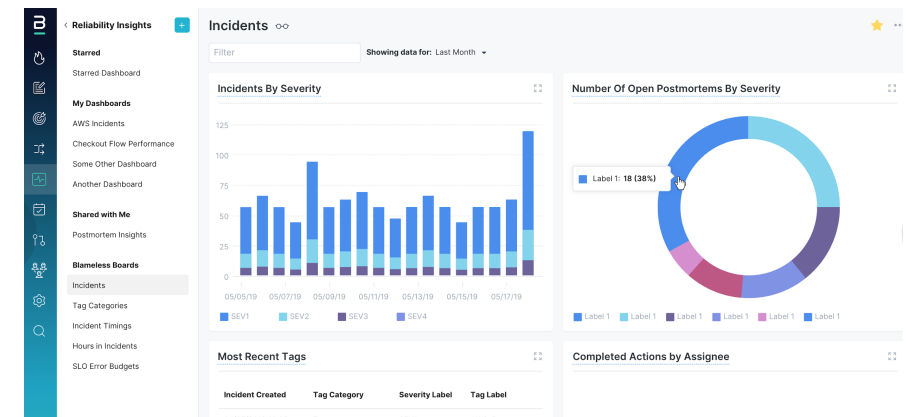 Reliability Insights
Starred
Starred Dashboard
My Dashboards
AWS Incidents
Checkout Flow Performance
Some Other Dashboard
Another Dashboard
Shared with Me
Postmortem Insights
Blameless Boards
Incidents
Tag Categories
Incident Timings
Hours in Incidents
SLO Error Budgets
Incidents
Filter
Showing data for: Last Month
Incidents By Severity
125
100
75
50
25
0
05/05/19 05/07/19 05/09/19 05/11/19 05/13/19 05/15/19 05/17/19
SEV1 SEV2 SEV3 SEV4
Number Of Open Postmortems By Severity
Label 1: 18 (38%)
Label 1 Label 1 Label 1 Label 1 Label 1 Label 1
Most Recent Tags
Incident Created Tag Category Severity Label Tag Label
Completed Actions by Assignee